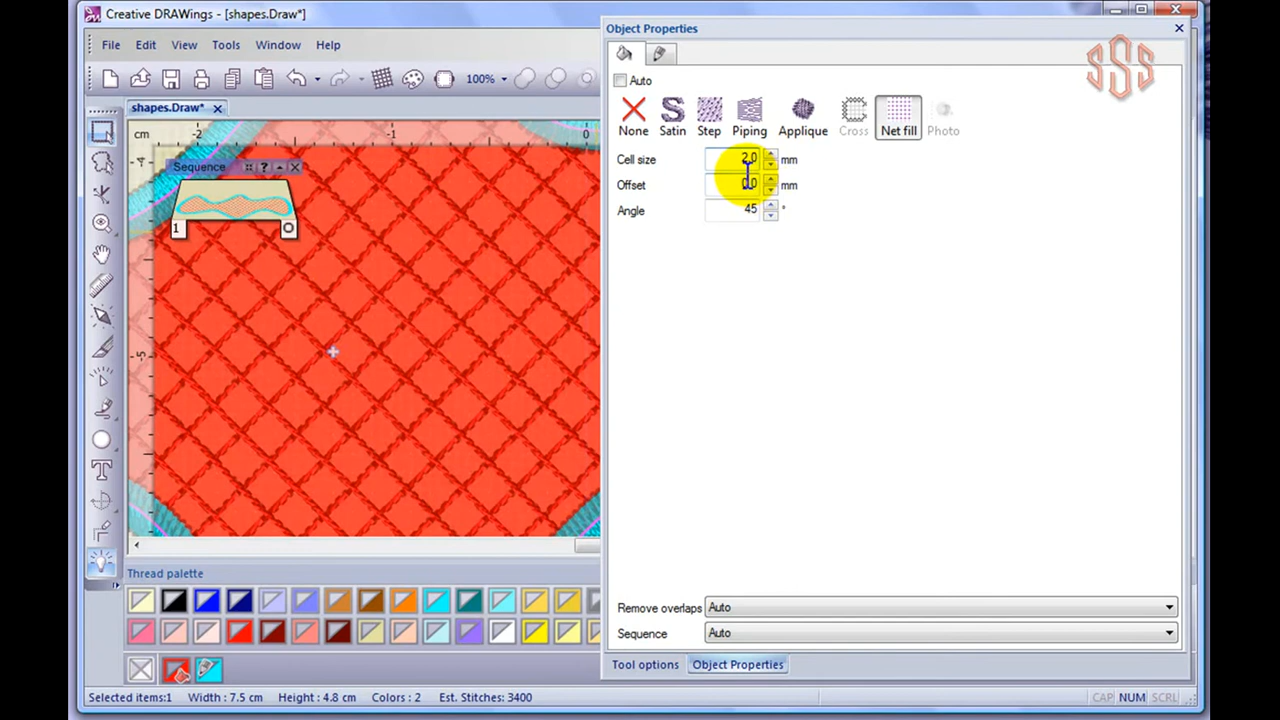 Creative DRAWings - [shapes.Draw*]
File Edit View Tools Window Help
100%
shapes.Draw*
cm -2 -1 0
-4
-5
Sequence ?
1
Thread palette
Selected items:1 Width : 7.5 cm Height : 4.8 cm Colors : 2 Est. Stitches: 3400
CAP NUM SCRL
Object Properties
SSS
Auto
None Satin Step Piping Applique Cross Net fill Photo
Cell size 2.0 mm
Offset 0.0 mm
Angle 45 °
Remove overlaps Auto
Sequence Auto
Tool options Object Properties